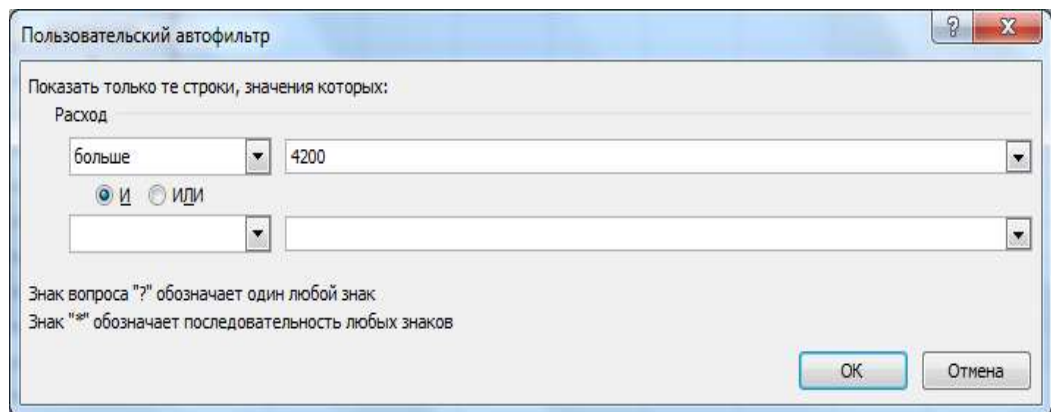 Пользовательский автофильтр
Показать только те строки, значения которых:
Расход
больше 4200
И ИЛИ
Знак вопроса "?" обозначает один любой знак
Знак "*" обозначает последовательность любых знаков
ОК Отмена